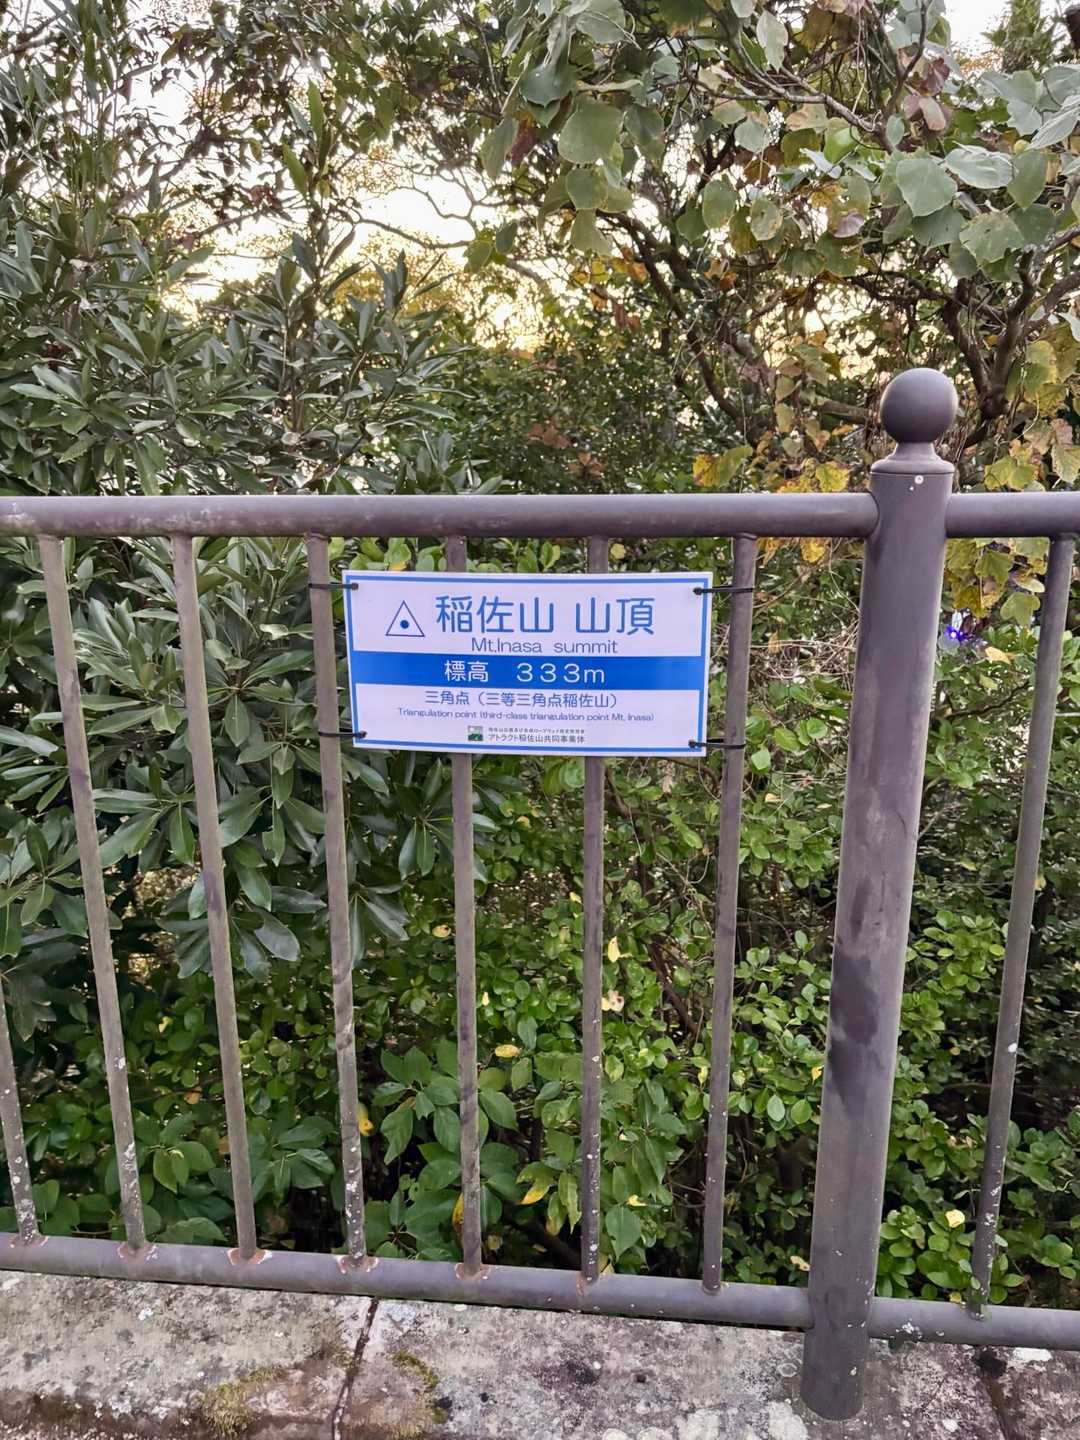 稲佐山 山頂
Mt.Inasa summit
標高 333m
三角点（三等三角点稲佐山）
Triangulation point (third-class triangulation point Mt. Inasa)
アトラクト稲佐山共同事業体